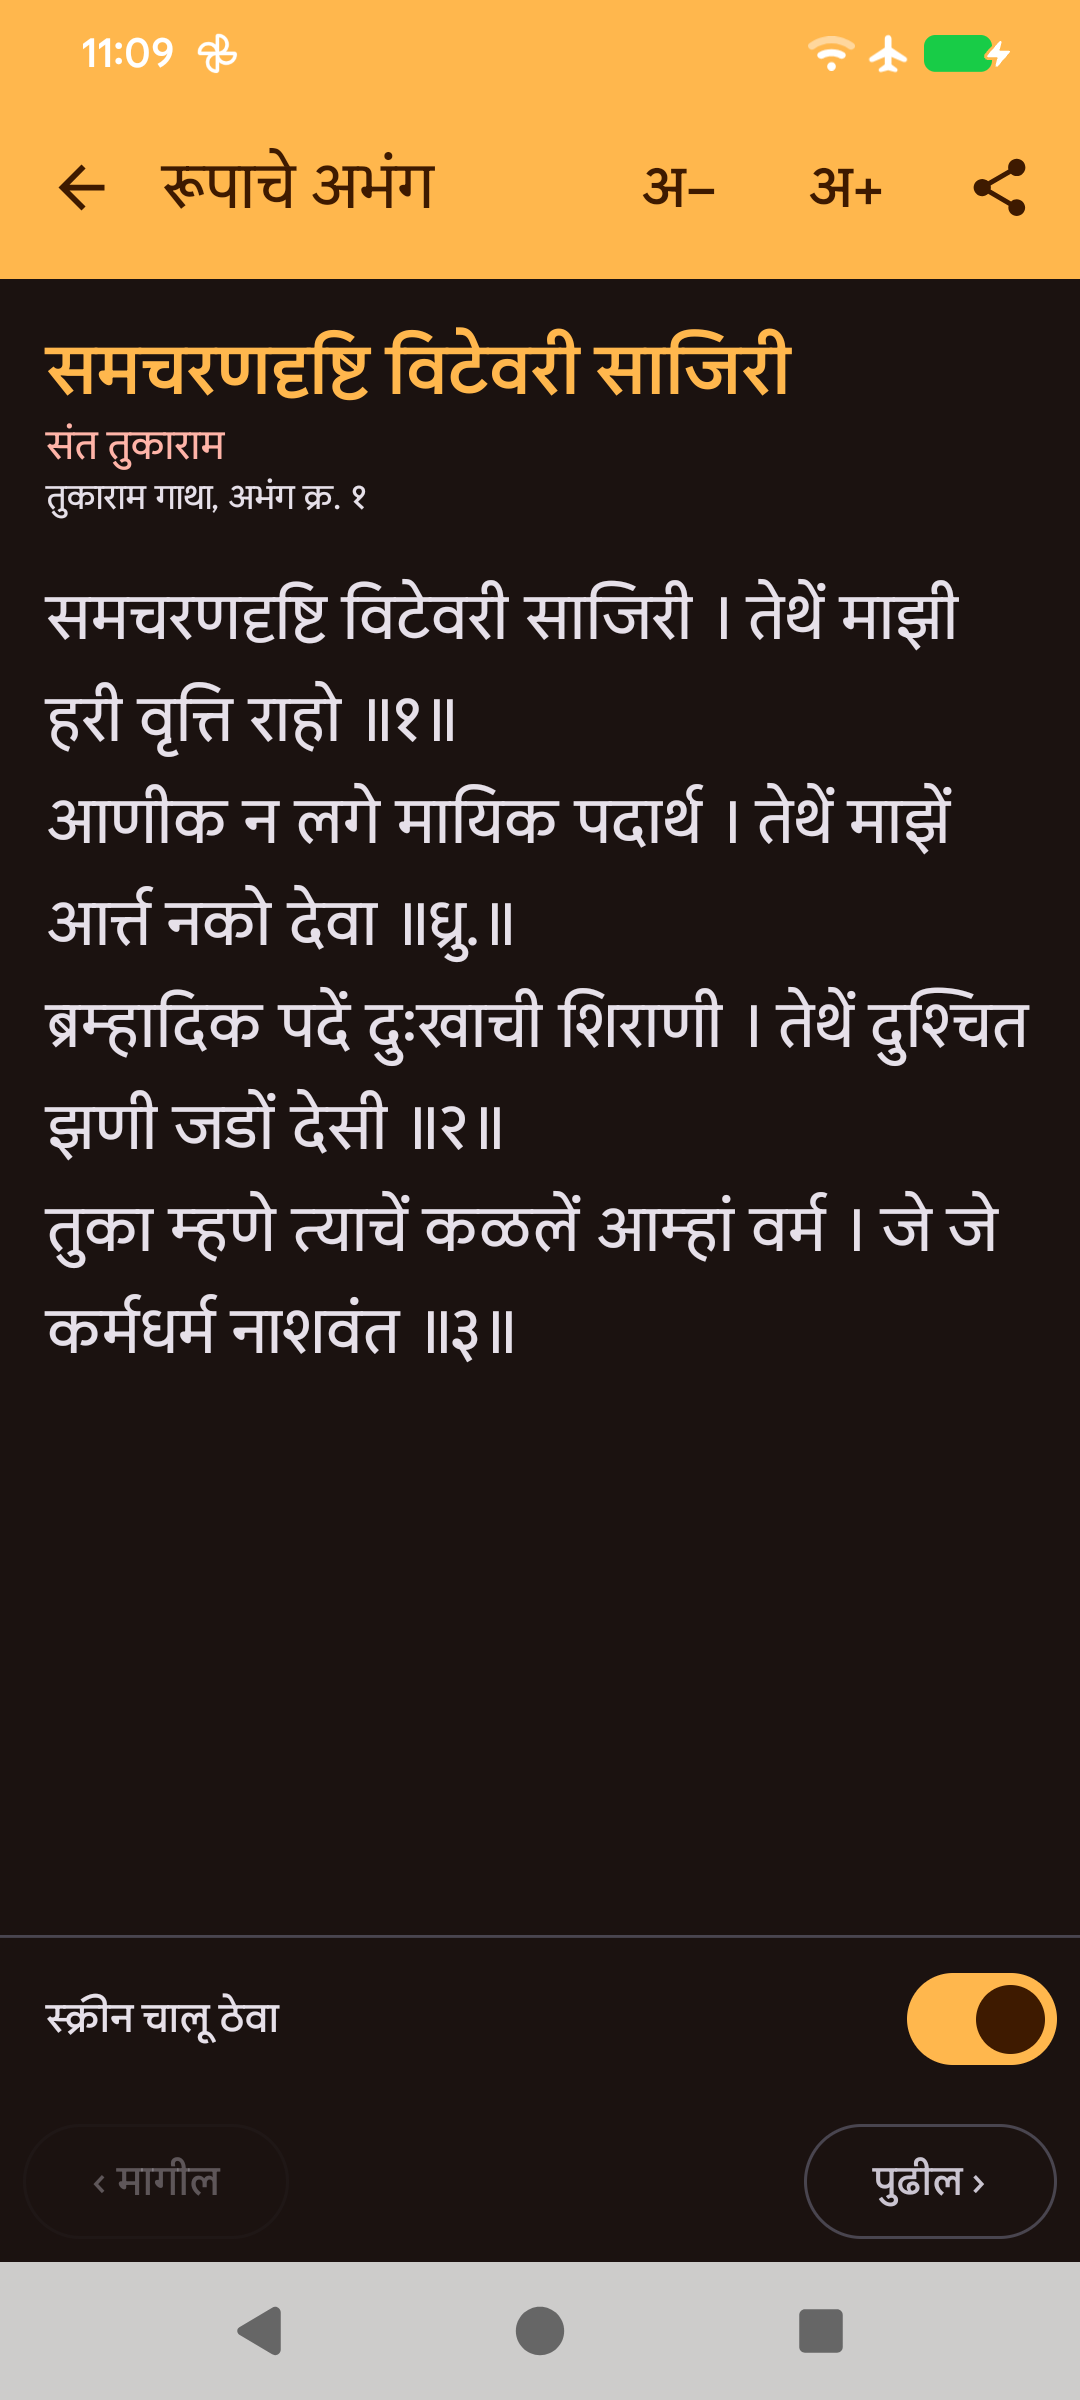 11:09
रूपाचे अभंग
अ−
अ+
समचरणदृष्टि विटेवरी साजिरी
संत तुकाराम
तुकाराम गाथा, अभंग क्र. १
समचरणदृष्टि विटेवरी साजिरी । तेथें माझी
हरी वृत्ति राहो ॥१॥
आणीक न लगे मायिक पदार्थ । तेथें माझें
आर्त्त नको देवा ॥ध्रु.॥
ब्रम्हादिक पदें दुःखाची शिराणी । तेथें दुश्चित
झणी जडों देसी ॥२॥
तुका म्हणे त्याचें कळलें आम्हां वर्म । जे जे
कर्मधर्म नाशवंत ॥३॥
स्क्रीन चालू ठेवा
‹ मागील
पुढील ›